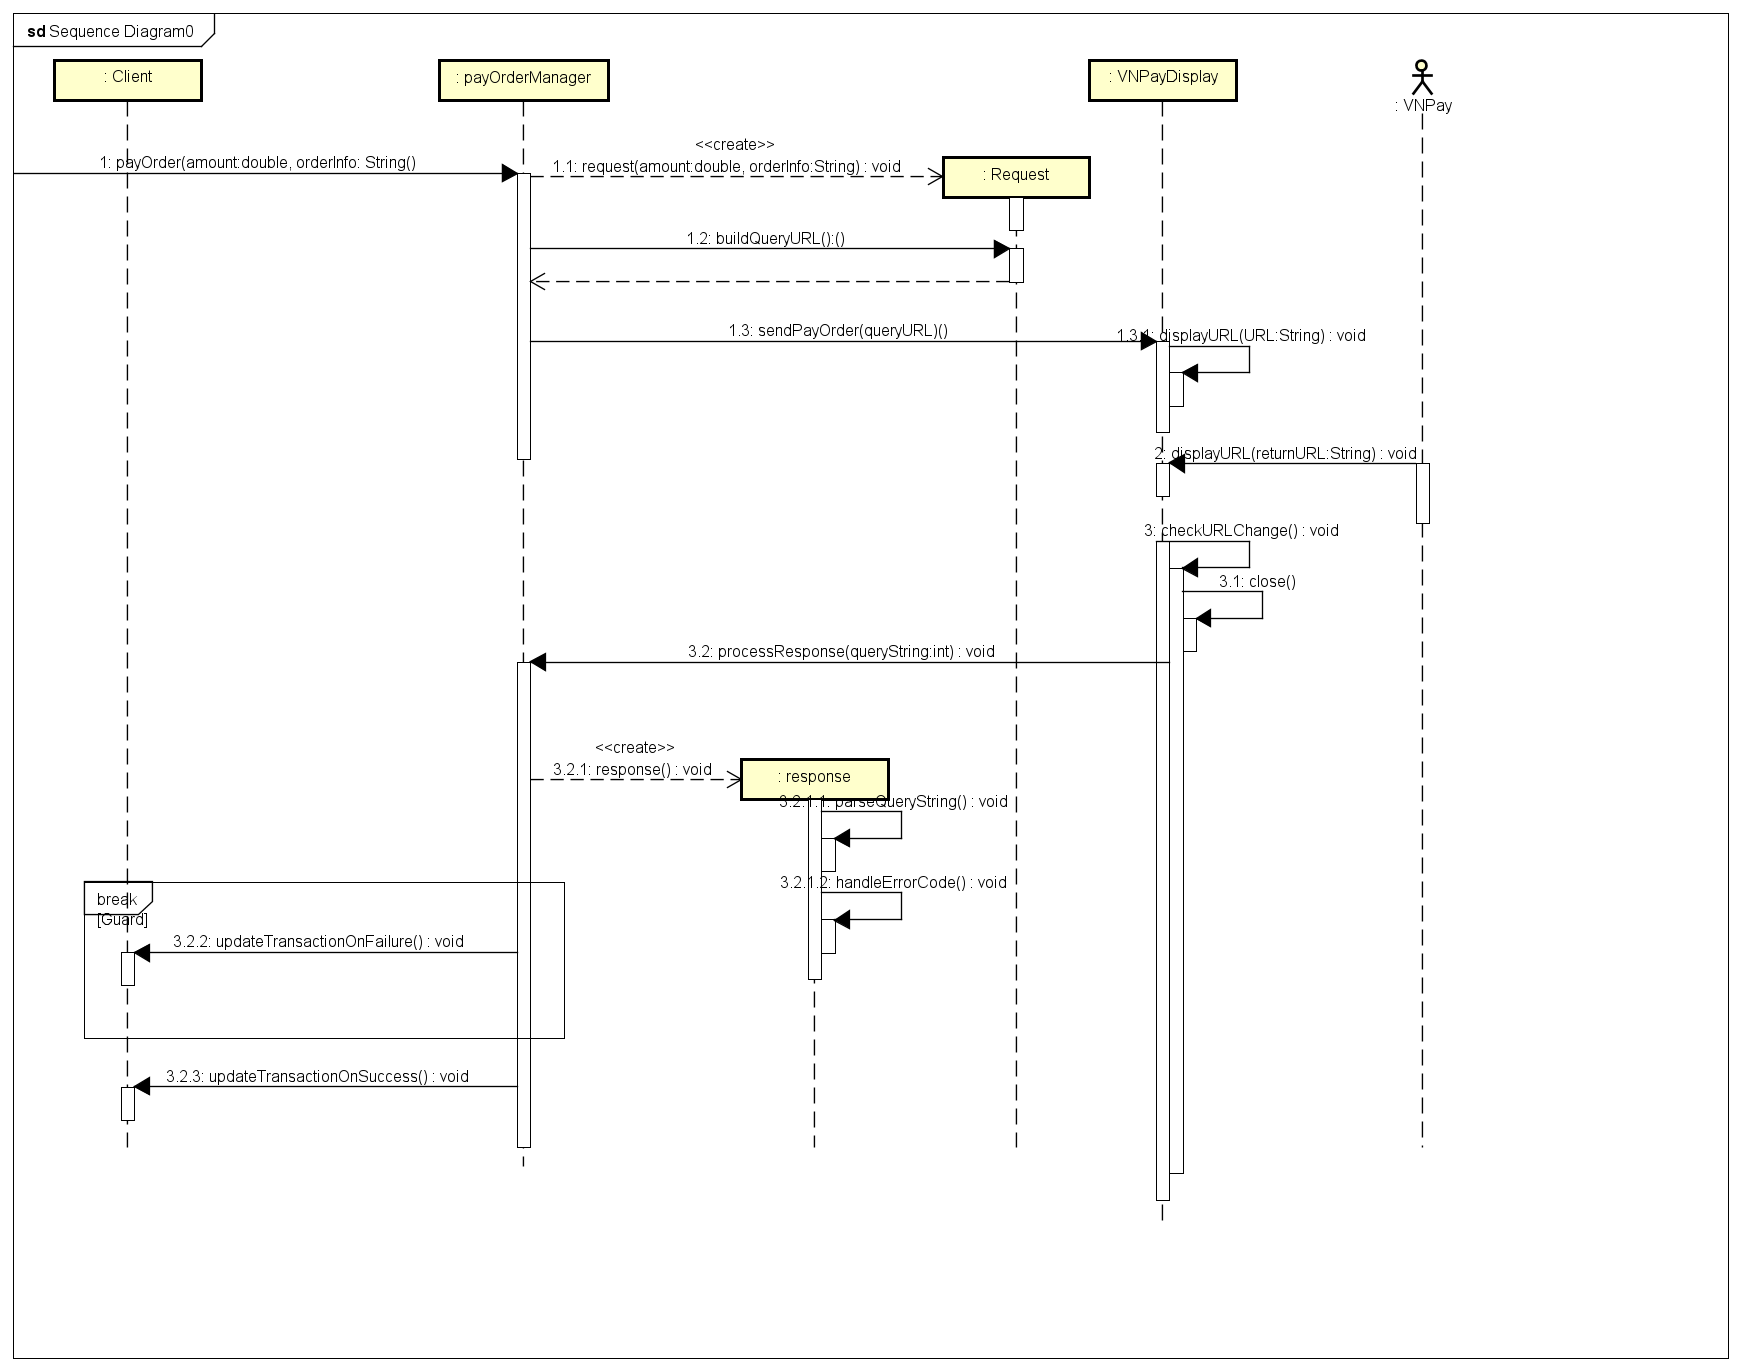 sd Sequence Diagram0
: Client
: payOrderManager
: VNPayDisplay
: VNPay
<<create>>
1: payOrder(amount:double, orderInfo: String()
1.1: request(amount:double, orderInfo:String) : void
: Request
1.2: buildQueryURL():()
1.3: sendPayOrder(queryURL)()
1.3.1: displayURL(URL:String) : void
2: displayURL(returnURL:String) : void
3: checkURLChange() : void
3.1: close()
3.2: processResponse(queryString:int) : void
<<create>>
3.2.1: response() : void
: response
3.2.1.1: parseQueryString() : void
3.2.1.2: handleErrorCode() : void
break
[Guard]
3.2.2: updateTransactionOnFailure() : void
3.2.3: updateTransactionOnSuccess() : void